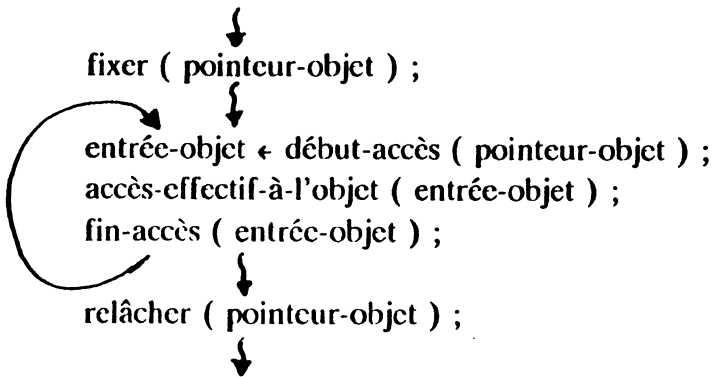 fixer ( pointeur-objet ) ;
entrée-objet ← début-accès ( pointeur-objet ) ;
accès-effectif-à-l'objet ( entrée-objet ) ;
fin-accès ( entrée-objet ) ;
relâcher ( pointeur-objet ) ;